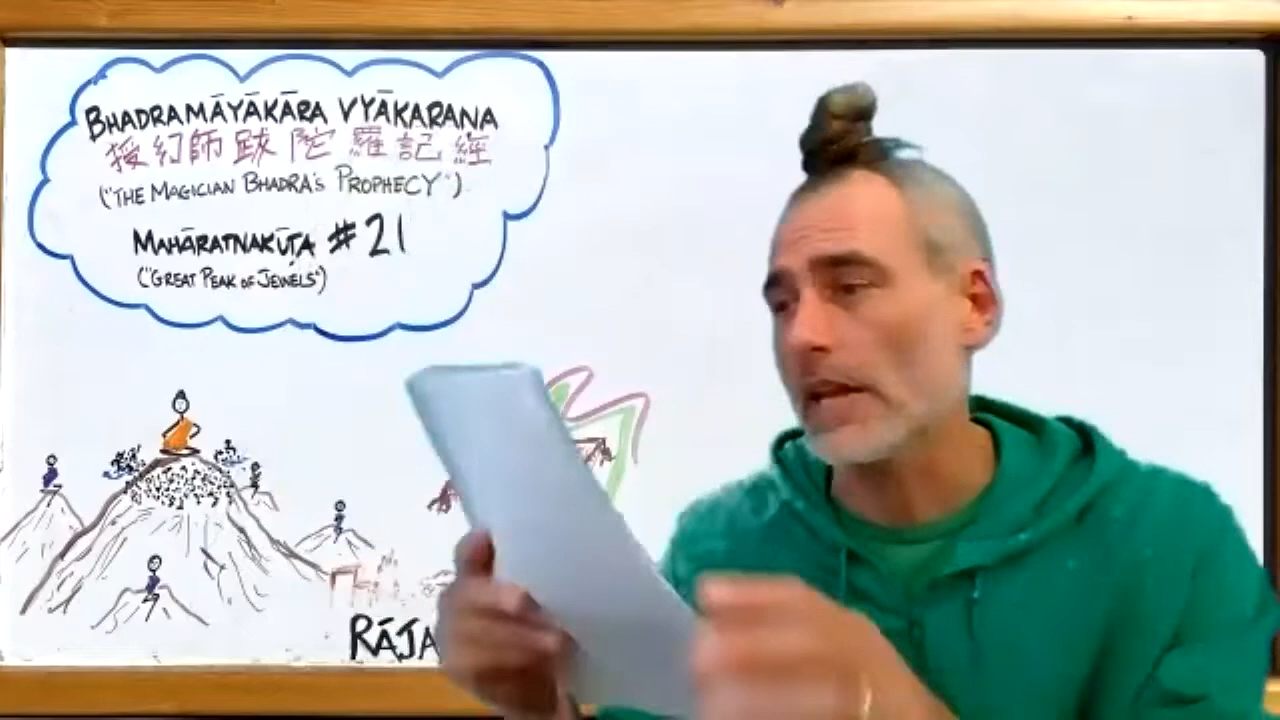 BHADRAMĀYĀKĀRA VYĀKARANA
授幻師跋陀羅記經
("THE MAGICIAN BHADRA'S PROPHECY")
MAHĀRATNAKŪṬA #21
("GREAT PEAK OF JEWELS")
RĀJA